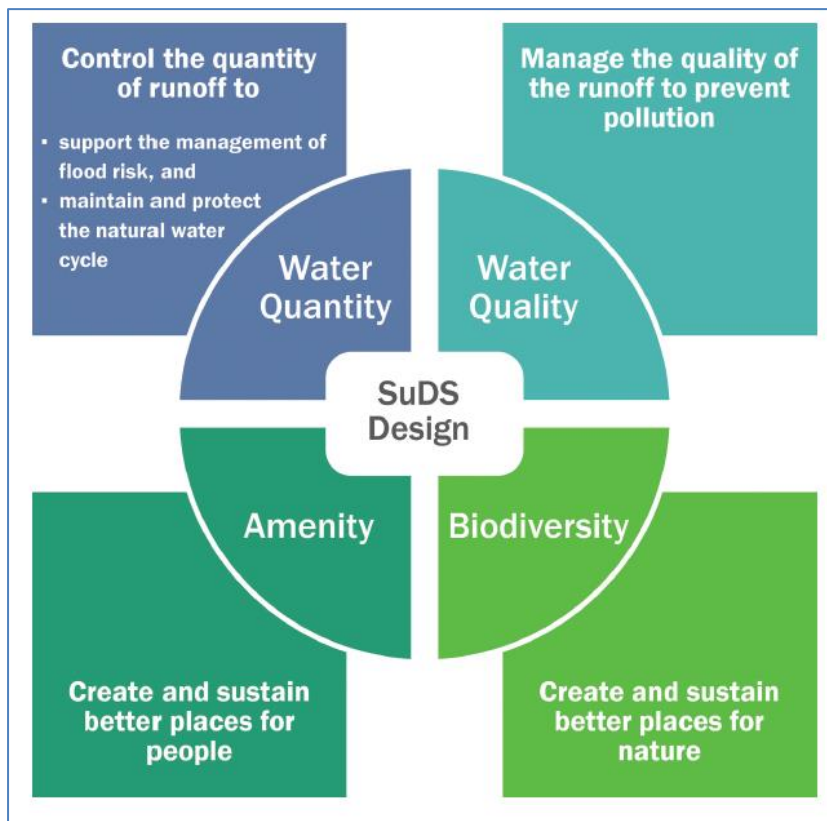 Control the quantity
of runoff to
▪ support the management of
flood risk, and
▪ maintain and protect
the natural water
cycle
Manage the quality of
the runoff to prevent
pollution
Water
Quantity
Water
Quality
SuDS
Design
Amenity
Biodiversity
Create and sustain
better places for
people
Create and sustain
better places for
nature